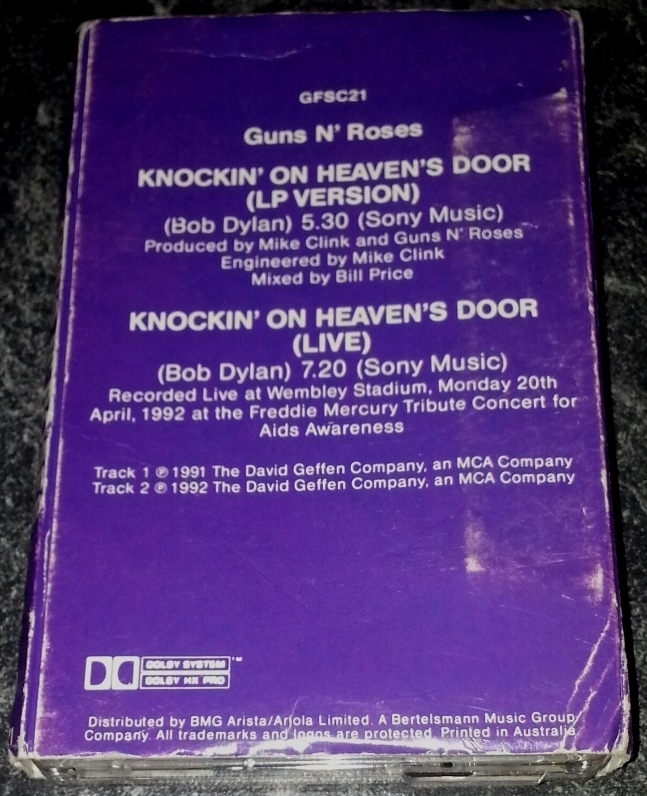 GFSC21
Guns N' Roses
KNOCKIN' ON HEAVEN'S DOOR
(LP VERSION)
(Bob Dylan) 5.30 (Sony Music)
Produced by Mike Clink and Guns N' Roses
Engineered by Mike Clink
Mixed by Bill Price
KNOCKIN' ON HEAVEN'S DOOR
(LIVE)
(Bob Dylan) 7.20 (Sony Music)
Recorded Live at Wembley Stadium, Monday 20th
April, 1992 at the Freddie Mercury Tribute Concert for
Aids Awareness
Track 1 ℗ 1991 The David Geffen Company, an MCA Company
Track 2 ℗ 1992 The David Geffen Company, an MCA Company
DOLBY SYSTEM ™
DOLBY HX PRO
Distributed by BMG Arista/Ariola Limited. A Bertelsmann Music Group
Company. All trademarks and logos are protected. Printed in Australia.